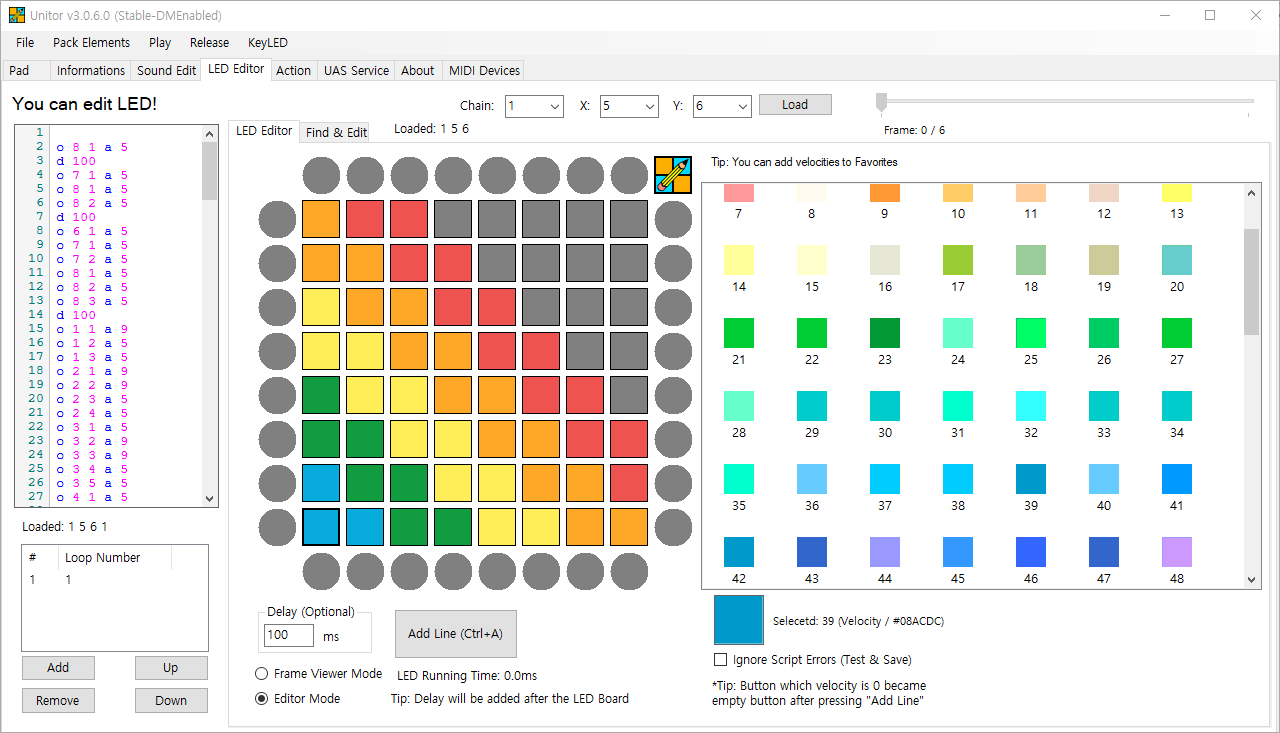 Unitor v3.0.6.0 (Stable-DMEnabled)
File Pack Elements Play Release KeyLED
Pad Informations Sound Edit LED Editor Action UAS Service About MIDI Devices
You can edit LED!
Chain: 1 X: 5 Y: 6 Load
Frame: 0 / 6
1
2 o 8 1 a 5
3 d 100
4 o 7 1 a 5
5 o 8 1 a 5
6 o 8 2 a 5
7 d 100
8 o 6 1 a 5
9 o 7 1 a 5
10 o 7 2 a 5
11 o 8 1 a 5
12 o 8 2 a 5
13 o 8 3 a 5
14 d 100
15 o 1 1 a 9
16 o 1 2 a 5
17 o 1 3 a 5
18 o 2 1 a 9
19 o 2 2 a 9
20 o 2 3 a 5
21 o 2 4 a 5
22 o 3 1 a 5
23 o 3 2 a 9
24 o 3 3 a 9
25 o 3 4 a 5
26 o 3 5 a 5
27 o 4 1 a 5
Loaded: 1 5 6 1
# Loop Number
1 1
Add Up
Remove Down
LED Editor Find & Edit Loaded: 1 5 6
Delay (Optional)
100 ms
Add Line (Ctrl+A)
Frame Viewer Mode
Editor Mode
LED Running Time: 0.0ms
Tip: Delay will be added after the LED Board
Tip: You can add velocities to Favorites
7 8 9 10 11 12 13
14 15 16 17 18 19 20
21 22 23 24 25 26 27
28 29 30 31 32 33 34
35 36 37 38 39 40 41
42 43 44 45 46 47 48
Selecetd: 39 (Velocity / #08ACDC)
Ignore Script Errors (Test & Save)
*Tip: Button which velocity is 0 became
empty button after pressing "Add Line"